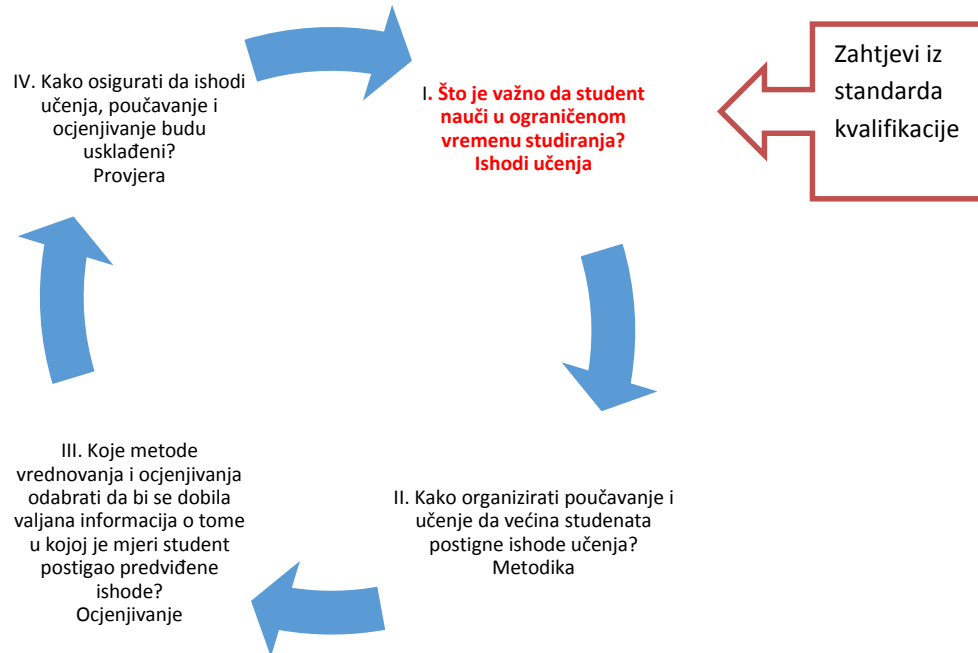 I. Što je važno da student
nauči u ograničenom
vremenu studiranja?
Ishodi učenja
Zahtjevi iz
standarda
kvalifikacije
II. Kako organizirati poučavanje i
učenje da većina studenata
postigne ishode učenja?
Metodika
III. Koje metode
vrednovanja i ocjenjivanja
odabrati da bi se dobila
valjana informacija o tome
u kojoj je mjeri student
postigao predviđene
ishode?
Ocjenjivanje
IV. Kako osigurati da ishodi
učenja, poučavanje i
ocjenjivanje budu
usklađeni?
Provjera